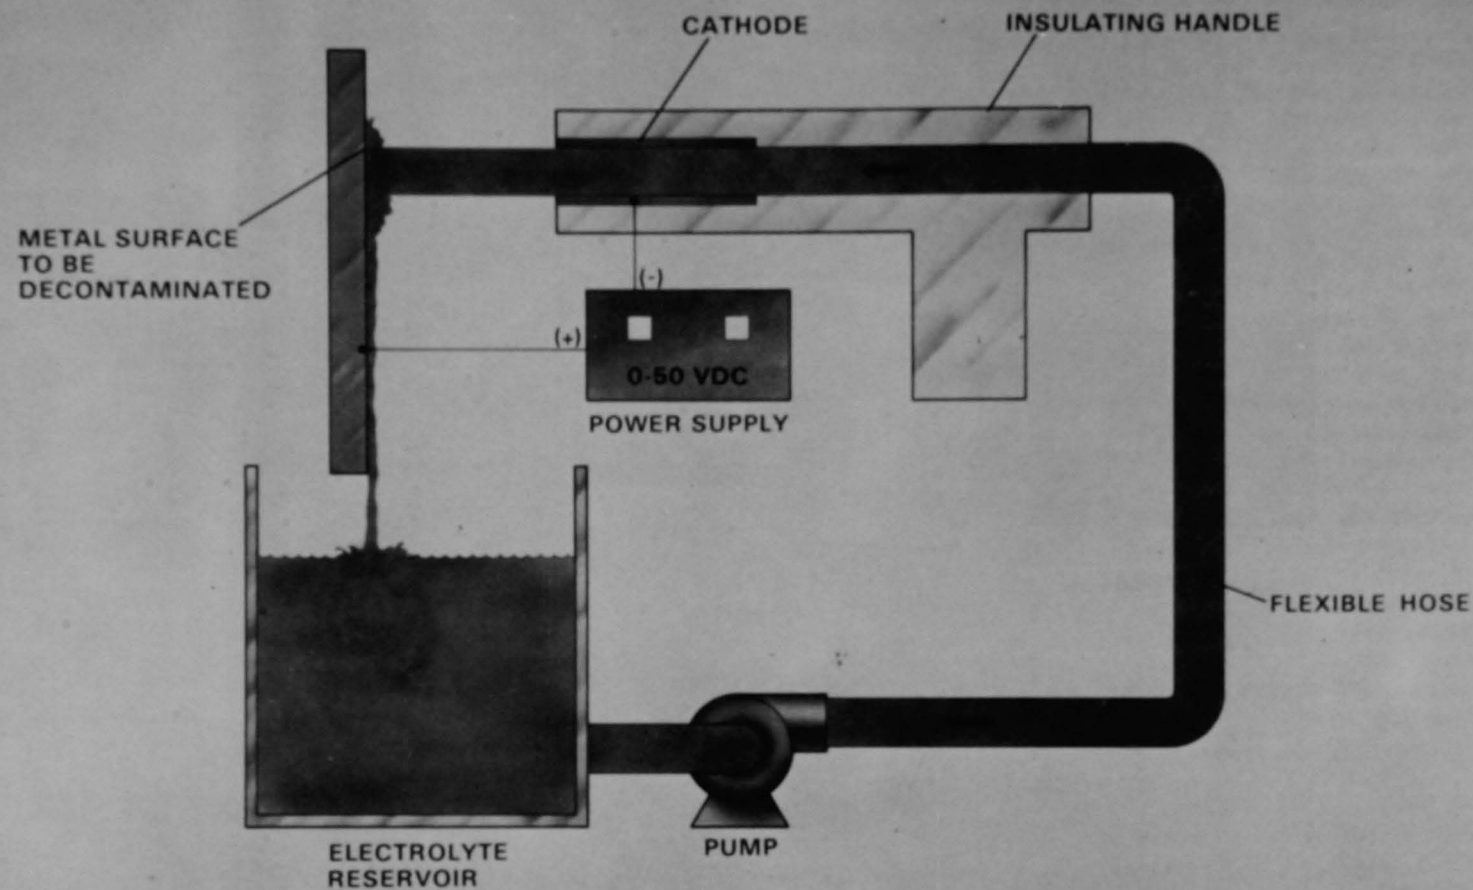 CATHODE
INSULATING HANDLE
METAL SURFACE
TO BE
DECONTAMINATED
(-)
(+)
0-50 VDC
POWER SUPPLY
FLEXIBLE HOSE
PUMP
ELECTROLYTE
RESERVOIR